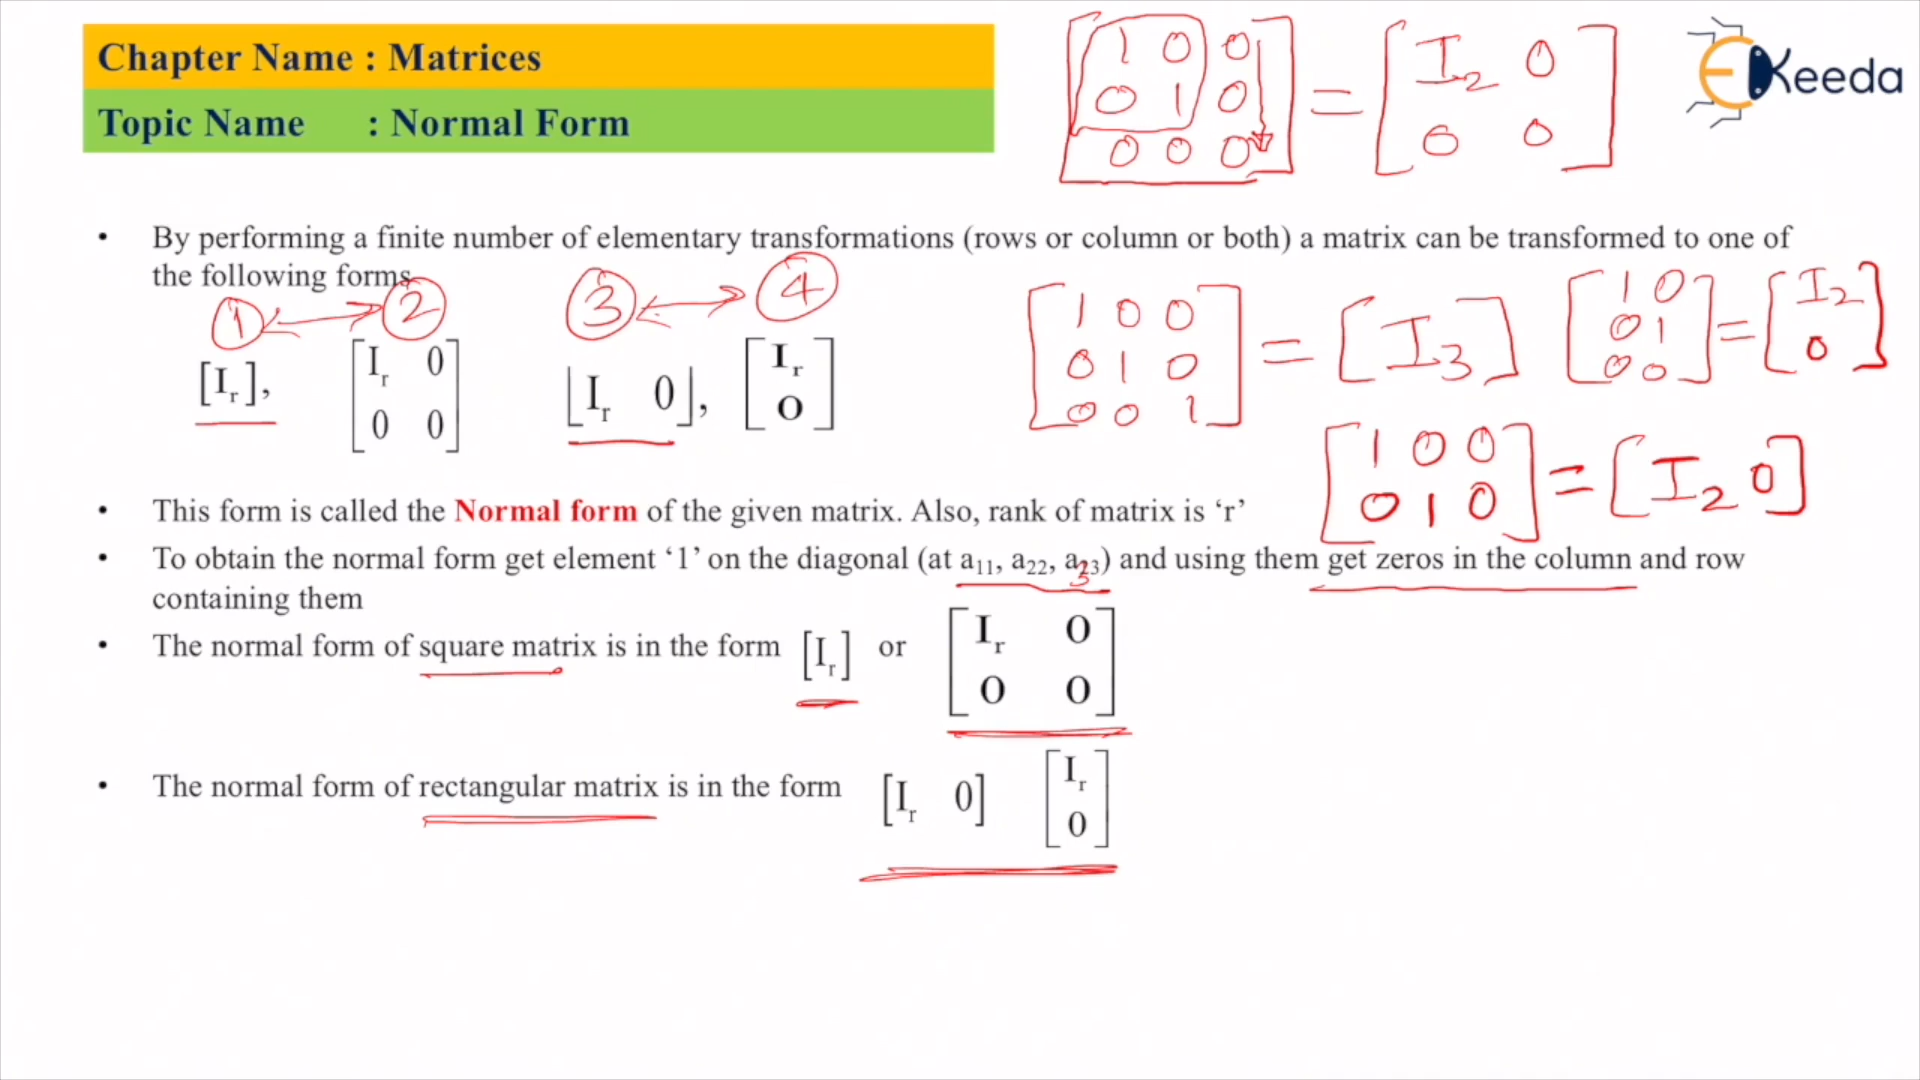 Chapter Name : Matrices
Topic Name : Normal Form
Keeda
[1 0 0
0 1 0
0 0 0] = [I₂ 0
0 0]
• By performing a finite number of elementary transformations (rows or column or both) a matrix can be transformed to one of
the following forms
1 ↔ 2 3 ↔ 4
[Iᵣ], [Iᵣ 0
0 0] [Iᵣ 0], [Iᵣ
O]
[1 0 0
0 1 0
0 0 1] = [I₃]
[1 0
0 1
0 0] = [I₂
0]
[1 0 0
0 1 0] = [I₂ 0]
• This form is called the Normal form of the given matrix. Also, rank of matrix is ‘r’
• To obtain the normal form get element ‘1’ on the diagonal (at a₁₁, a₂₂, a₃₃) and using them get zeros in the column and row
containing them
• The normal form of square matrix is in the form [Iᵣ] or [Iᵣ O
O O]
• The normal form of rectangular matrix is in the form [Iᵣ 0] [Iᵣ
0]